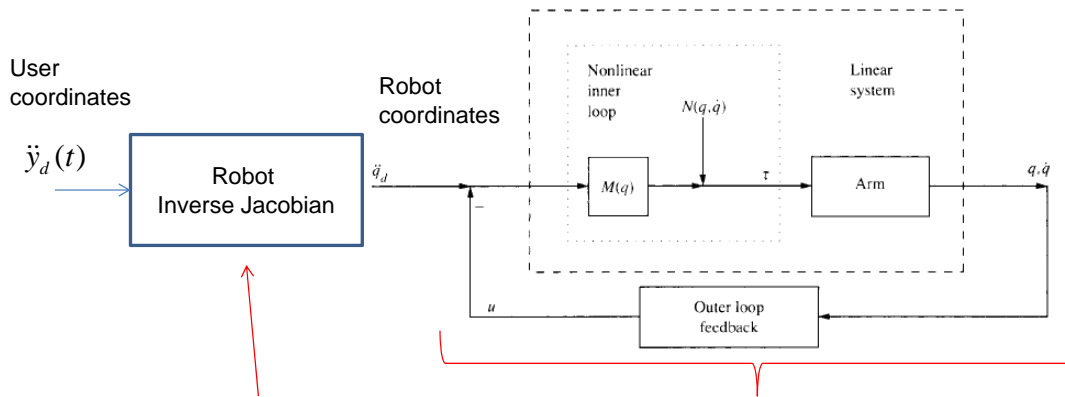 User
coordinates
ÿ_d(t)
Robot
Inverse Jacobian
Robot
coordinates
q̈_d
−
Nonlinear
inner
loop
N(q,q̇)
M(q)
τ
Linear
system
Arm
q,q̇
u
Outer loop
feedback